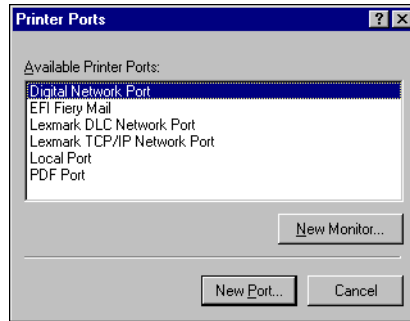 Printer Ports
Available Printer Ports:
Digital Network Port
EFI Fiery Mail
Lexmark DLC Network Port
Lexmark TCP/IP Network Port
Local Port
PDF Port
New Monitor...
New Port...
Cancel